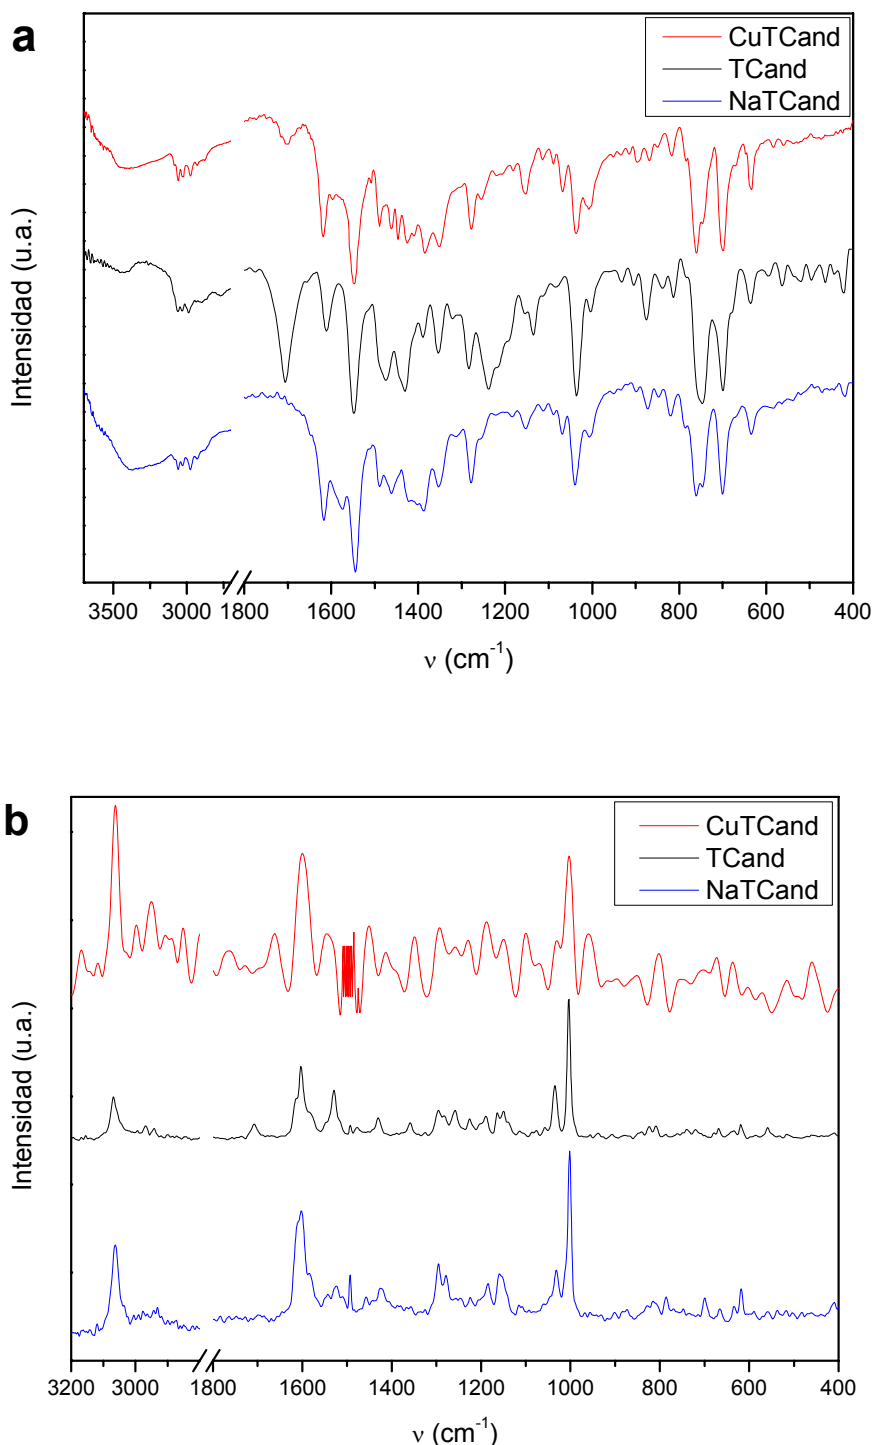 a
CuTCand
TCand
NaTCand
Intensidad (u.a.)
3500 3000 1800 1600 1400 1200 1000 800 600 400
ν (cm⁻¹)
b
CuTCand
TCand
NaTCand
Intensidad (u.a.)
3200 3000 1800 1600 1400 1200 1000 800 600 400
ν (cm⁻¹)